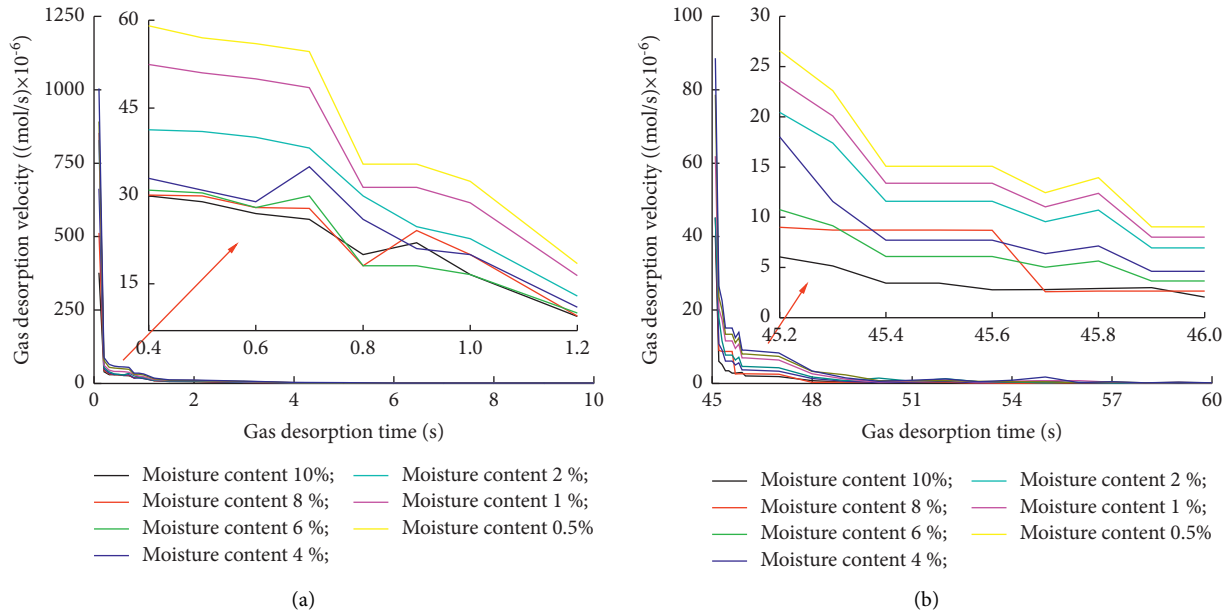 Gas desorption velocity ((mol/s)×10⁻⁶)
1250
1000
750
500
250
0
0 2 4 6 8 10
Gas desorption time (s)
60
45
30
15
0.4 0.6 0.8 1.0 1.2
Moisture content 10%;
Moisture content 8 %;
Moisture content 6 %;
Moisture content 4 %;
Moisture content 2 %;
Moisture content 1 %;
Moisture content 0.5%
(a)
Gas desorption velocity ((mol/s)×10⁻⁶)
100
80
60
40
20
0
45 48 51 54 57 60
Gas desorption time (s)
30
25
20
15
10
5
0
45.2 45.4 45.6 45.8 46.0
Moisture content 10%;
Moisture content 8 %;
Moisture content 6 %;
Moisture content 4 %;
Moisture content 2 %;
Moisture content 1 %;
Moisture content 0.5%
(b)